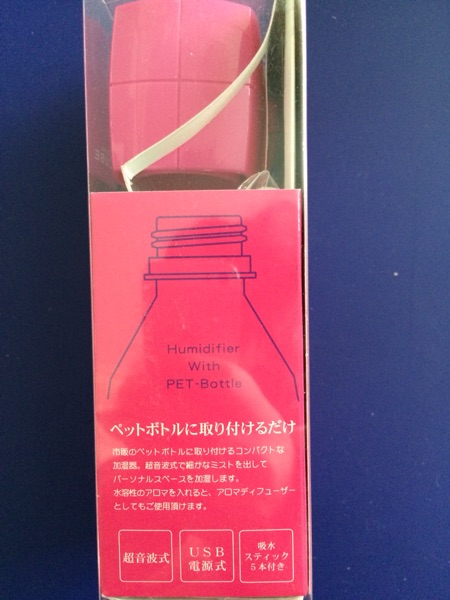 Humidifier
With
PET-Bottle
ペットボトルに取り付けるだけ
市販のペットボトルに取り付けるコンパクトな
加湿器。超音波式で細かなミストを出して
パーソナルスペースを加湿します。
水溶性のアロマを入れると、アロマディフューザー
としてもご使用頂けます。
超音波式
USB
電源式
吸水
スティック
5本付き